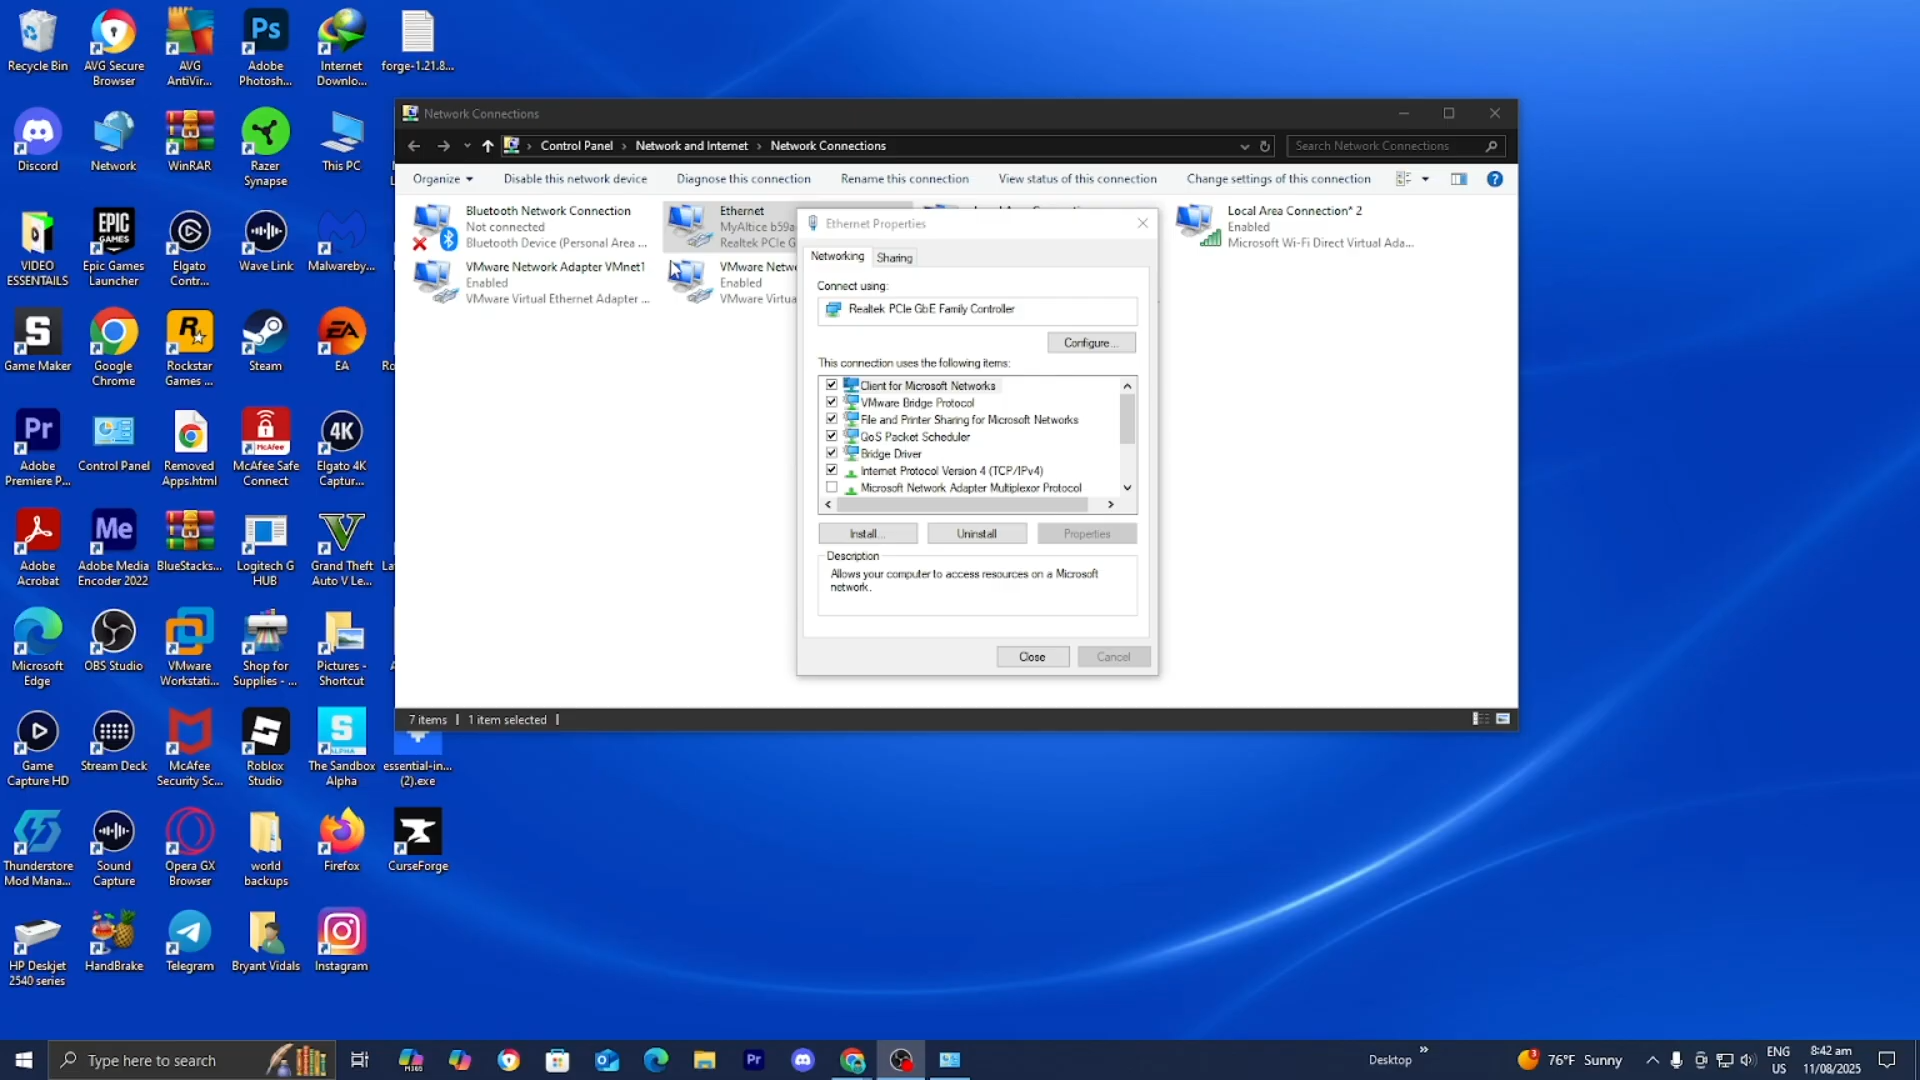 Recycle Bin
AVG Secure
Browser
AVG
AntiVir...
Adobe
Photosh...
Internet
Downlo...
forge-1.21.8...
Discord
Network
WinRAR
Razer
Synapse
This PC
VIDEO
ESSENTAILS
Epic Games
Launcher
Elgato
Contr...
Wave Link
Malwareby...
Game Maker
Google
Chrome
Rockstar
Games ...
Steam
EA
Adobe
Premiere P...
Control Panel
Removed
Apps.html
McAfee Safe
Connect
Elgato 4K
Captur...
Adobe
Acrobat
Adobe Media
Encoder 2022
BlueStacks...
Logitech G
HUB
Grand Theft
Auto V Le...
Microsoft
Edge
OBS Studio
VMware
Workstati...
Shop for
Supplies - ...
Pictures -
Shortcut
Game
Capture HD
Stream Deck
McAfee
Security Sc...
Roblox
Studio
The Sandbox
Alpha
essential-in...
(2).exe
Thunderstore
Mod Mana...
Sound
Capture
Opera GX
Browser
world
backups
Firefox
CurseForge
HP Deskjet
2540 series
HandBrake
Telegram
Bryant Vidals
Instagram
Network Connections
Control Panel › Network and Internet › Network Connections
Search Network Connections
Organize
Disable this network device
Diagnose this connection
Rename this connection
View status of this connection
Change settings of this connection
Bluetooth Network Connection
Not connected
Bluetooth Device (Personal Area ...
Ethernet
MyAltice b59a
Realtek PCIe G
Local Area Connection* 2
Enabled
Microsoft Wi-Fi Direct Virtual Ada...
VMware Network Adapter VMnet1
Enabled
VMware Virtual Ethernet Adapter ...
VMware Netw
Enabled
VMware Virtua
Ethernet Properties
Networking
Sharing
Connect using:
Realtek PCIe GbE Family Controller
Configure...
This connection uses the following items:
Client for Microsoft Networks
VMware Bridge Protocol
File and Printer Sharing for Microsoft Networks
QoS Packet Scheduler
Bridge Driver
Internet Protocol Version 4 (TCP/IPv4)
Microsoft Network Adapter Multiplexor Protocol
Install...
Uninstall
Properties
Description
Allows your computer to access resources on a Microsoft
network.
Close
Cancel
7 items
1 item selected
Type here to search
Desktop
76°F Sunny
ENG
US
8:42 am
11/08/2025